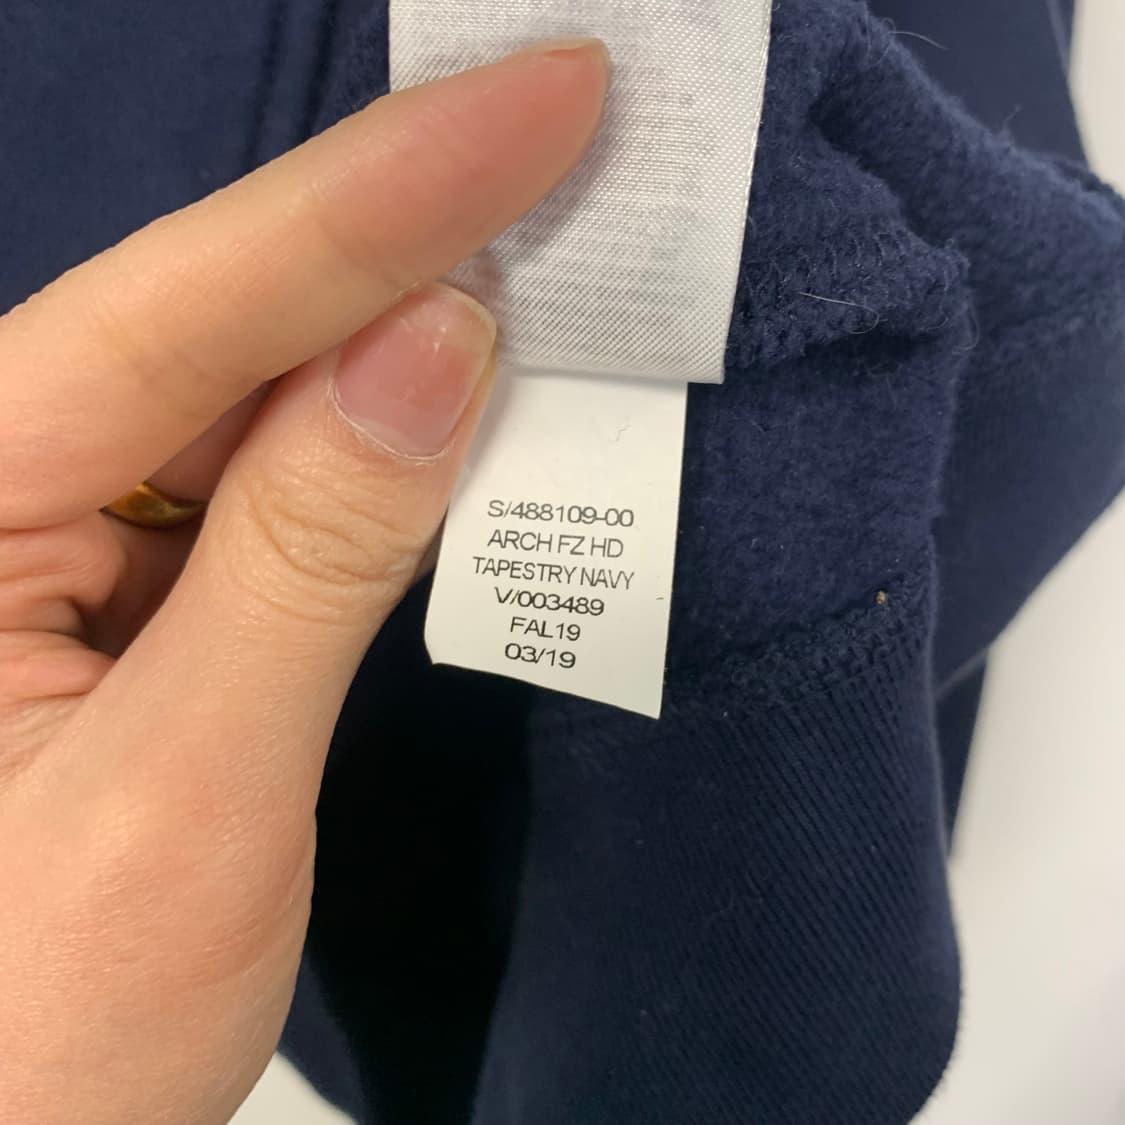 S/488109-00
ARCH FZ HD
TAPESTRY NAVY
V/003489
FAL19
03/19